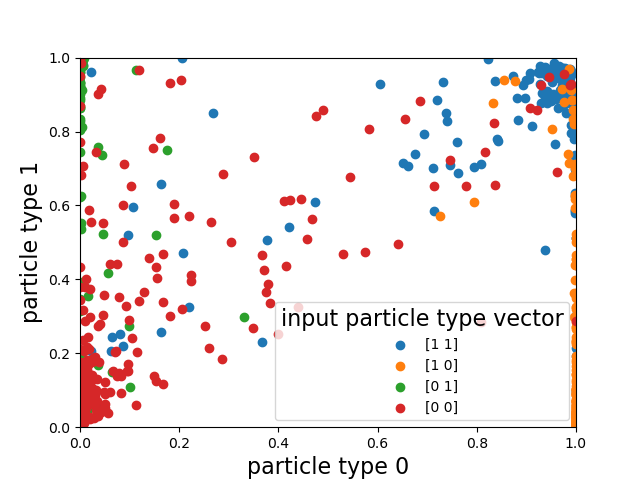 1.0
0.8
0.6
0.4
0.2
0.0
particle type 1
input particle type vector
[1 1]
[1 0]
[0 1]
[0 0]
0.0 0.2 0.4 0.6 0.8 1.0
particle type 0